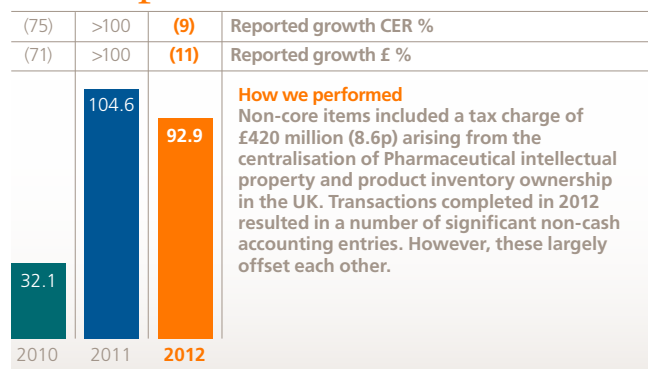 (75) >100 (9) Reported growth CER %
(71) >100 (11) Reported growth £ %
How we performed
Non-core items included a tax charge of
£420 million (8.6p) arising from the
centralisation of Pharmaceutical intellectual
property and product inventory ownership
in the UK. Transactions completed in 2012
resulted in a number of significant non-cash
accounting entries. However, these largely
offset each other.
104.6
92.9
32.1
2010 2011 2012